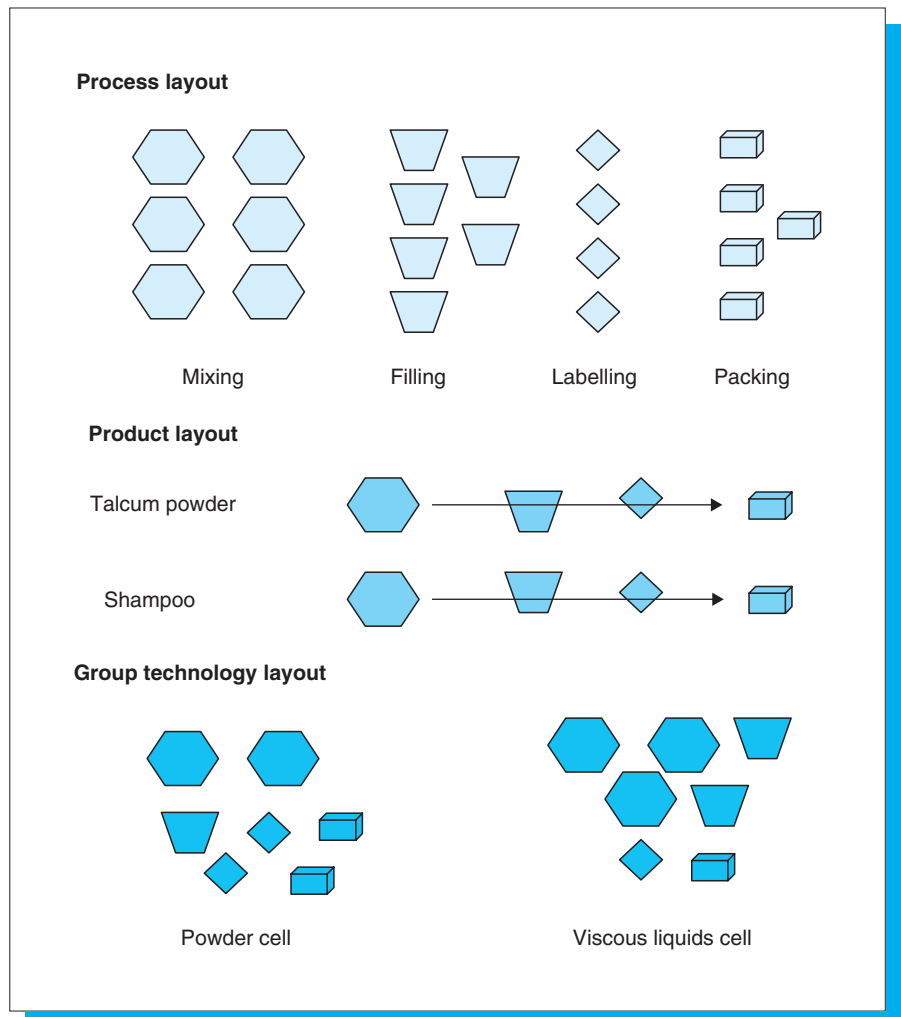 Process layout
Mixing
Filling
Labelling
Packing
Product layout
Talcum powder
Shampoo
Group technology layout
Powder cell
Viscous liquids cell